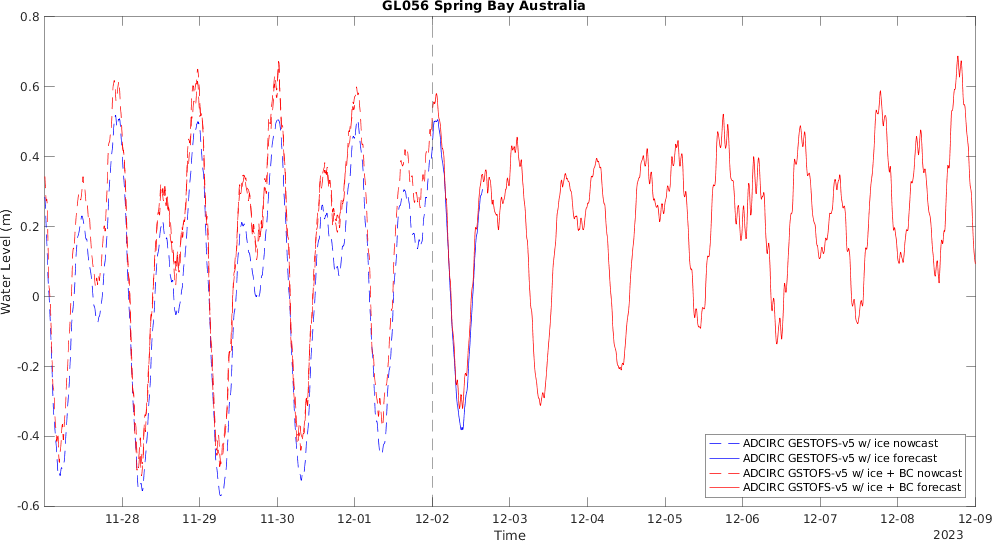 GL056 Spring Bay Australia
0.8
0.6
0.4
0.2
0
-0.2
-0.4
-0.6
Water Level (m)
ADCIRC GESTOFS-v5 w/ ice nowcast
ADCIRC GESTOFS-v5 w/ ice forecast
ADCIRC GSTOFS-v5 w/ ice + BC nowcast
ADCIRC GSTOFS-v5 w/ ice + BC forecast
11-28 11-29 11-30 12-01 12-02 12-03 12-04 12-05 12-06 12-07 12-08 12-09
Time
2023